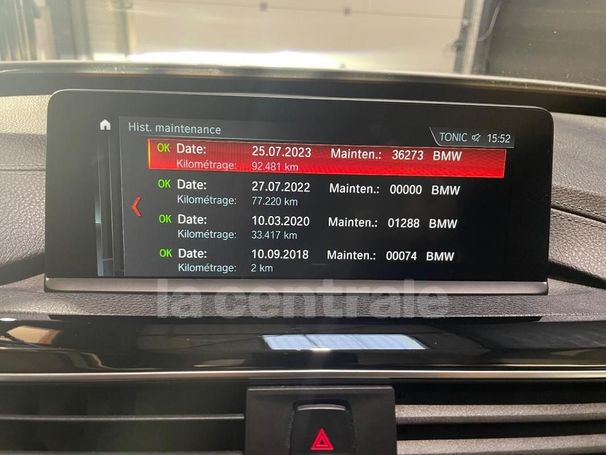 Hist. maintenance
TONIC 15:52
OK Date: 25.07.2023 Mainten.: 36273 BMW
Kilométrage: 92.481 km
OK Date: 27.07.2022 Mainten.: 00000 BMW
Kilométrage: 77.220 km
OK Date: 10.03.2020 Mainten.: 01288 BMW
Kilométrage: 33.417 km
OK Date: 10.09.2018 Mainten.: 00074 BMW
Kilométrage: 2 km
la centrale